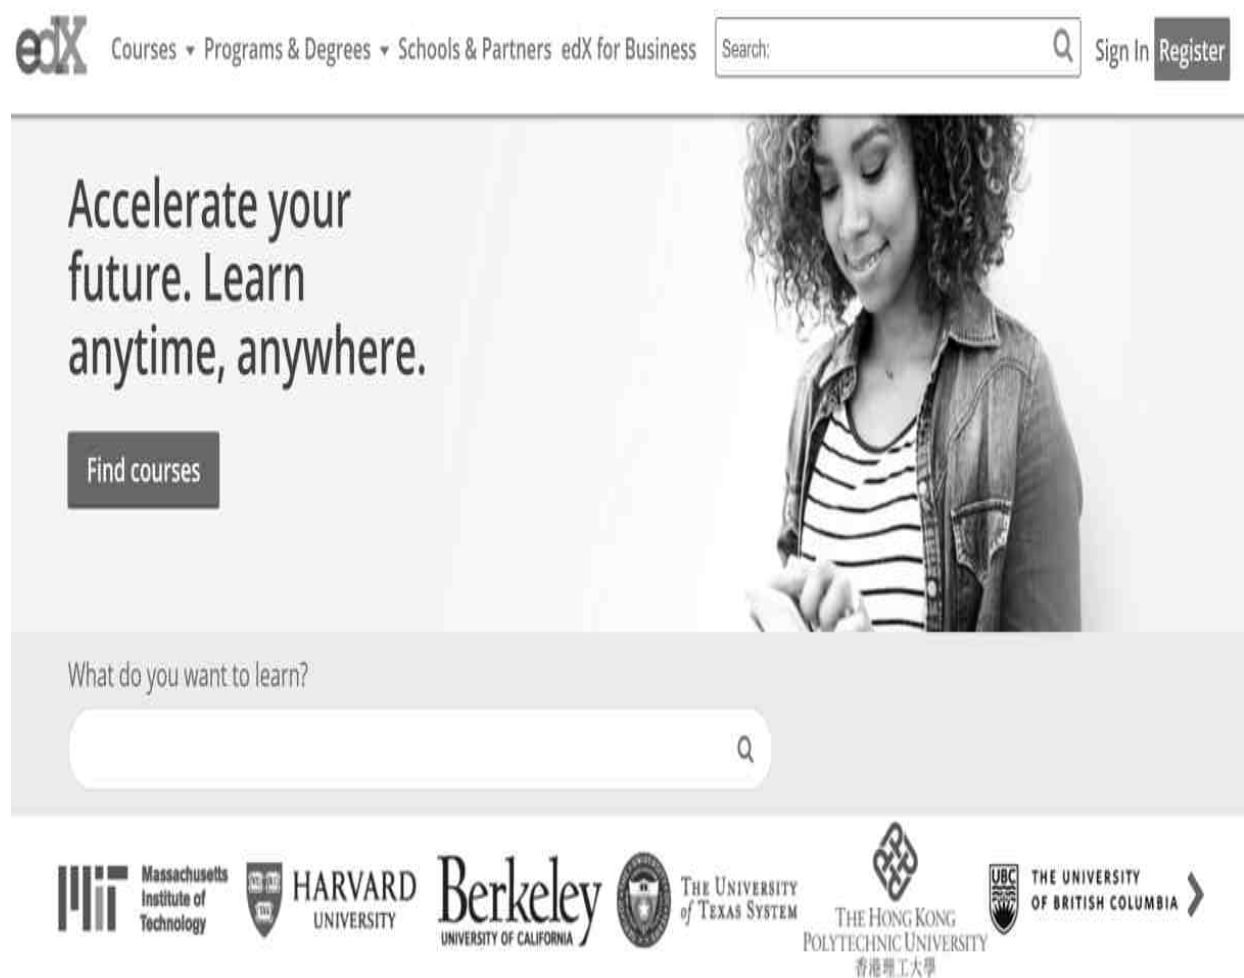 edX
Courses Programs & Degrees Schools & Partners edX for Business Search: Sign In Register
Accelerate your
future. Learn
anytime, anywhere.
Find courses
What do you want to learn?
MIT Massachusetts
Institute of
Technology
HARVARD
UNIVERSITY
Berkeley
UNIVERSITY OF CALIFORNIA
THE UNIVERSITY
of TEXAS SYSTEM
THE HONG KONG
POLYTECHNIC UNIVERSITY
香港理工大學
UBC
THE UNIVERSITY
OF BRITISH COLUMBIA